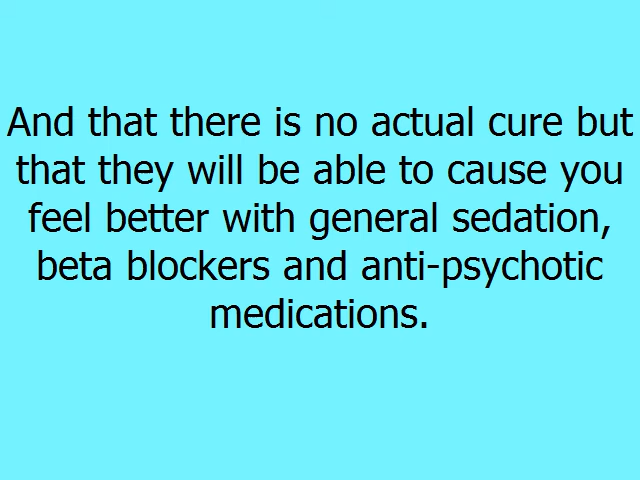 And that there is no actual cure but
that they will be able to cause you
feel better with general sedation,
beta blockers and anti-psychotic
medications.